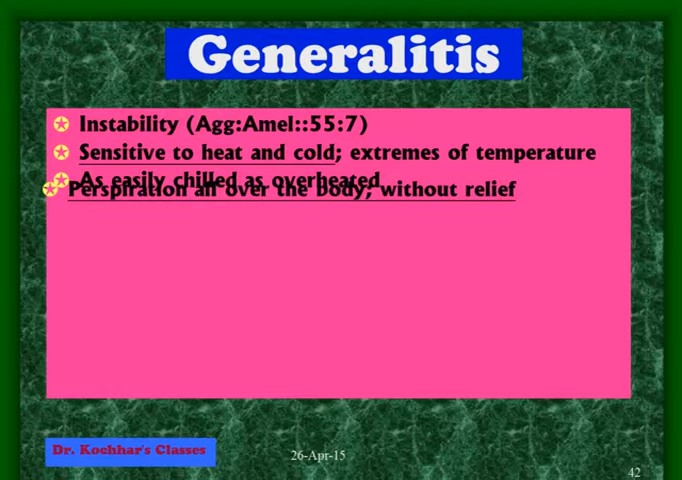 Generalitis
Instability (Agg:Amel::55:7)
Sensitive to heat and cold; extremes of temperature
As easily chilled as overheated
Perspiration all over the body; without relief
Dr. Kochhar's Classes
26-Apr-15
42